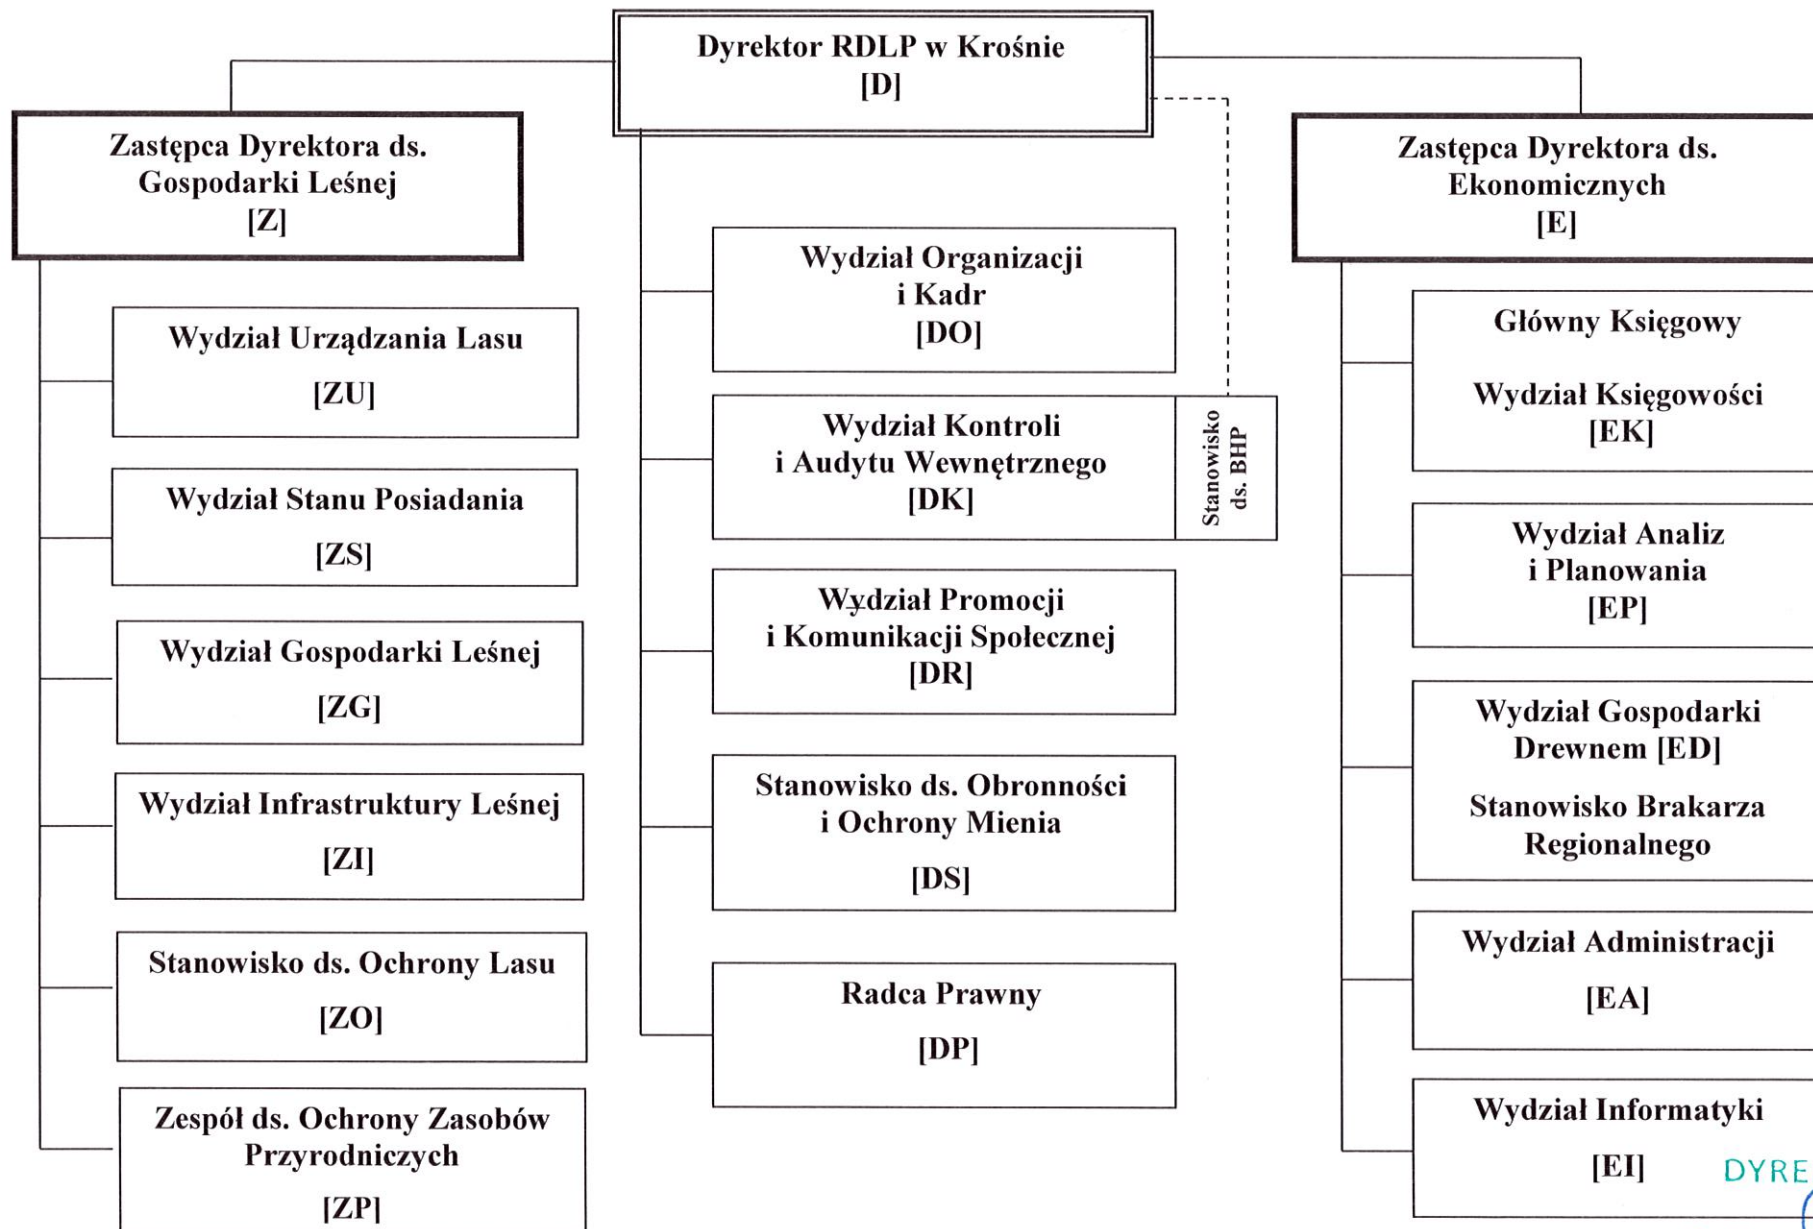 Dyrektor RDLP w Krośnie
[D]
Zastępca Dyrektora ds.
Gospodarki Leśnej
[Z]
Wydział Urządzania Lasu
[ZU]
Wydział Stanu Posiadania
[ZS]
Wydział Gospodarki Leśnej
[ZG]
Wydział Infrastruktury Leśnej
[ZI]
Stanowisko ds. Ochrony Lasu
[ZO]
Zespół ds. Ochrony Zasobów
Przyrodniczych
[ZP]
Wydział Organizacji
i Kadr
[DO]
Wydział Kontroli
i Audytu Wewnętrznego
[DK]
Stanowisko
ds. BHP
Wydział Promocji
i Komunikacji Społecznej
[DR]
Stanowisko ds. Obronności
i Ochrony Mienia
[DS]
Radca Prawny
[DP]
Zastępca Dyrektora ds.
Ekonomicznych
[E]
Główny Księgowy
Wydział Księgowości
[EK]
Wydział Analiz
i Planowania
[EP]
Wydział Gospodarki
Drewnem [ED]
Stanowisko Brakarza
Regionalnego
Wydział Administracji
[EA]
Wydział Informatyki
[EI]
DYRE